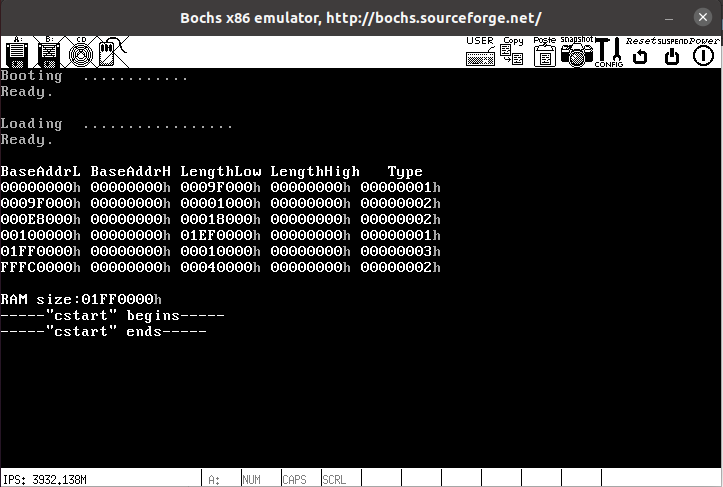 Bochs x86 emulator, http://bochs.sourceforge.net/
A: B: CD USER Copy Paste snapshot CONFIG Reset SUSPEND Power
Booting ............
Ready.
Loading .................
Ready.
BaseAddrL BaseAddrH LengthLow LengthHigh Type
00000000h 00000000h 0009F000h 00000000h 00000001h
0009F000h 00000000h 00001000h 00000000h 00000002h
000E8000h 00000000h 00018000h 00000000h 00000002h
00100000h 00000000h 01EF0000h 00000000h 00000001h
01FF0000h 00000000h 00010000h 00000000h 00000003h
FFFC0000h 00000000h 00040000h 00000000h 00000002h
RAM size:01FF0000h
-----"cstart" begins-----
-----"cstart" ends-----
IPS: 3932.138M A: NUM CAPS SCRL